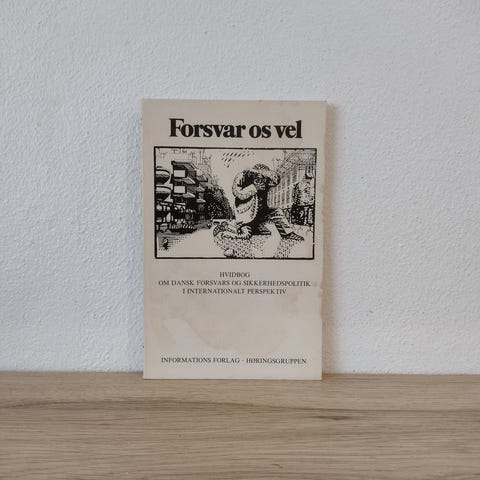 Forsvar os vel
HVIDBOG
OM DANSK FORSVARS OG SIKKERHEDSPOLITIK
I INTERNATIONALT PERSPEKTIV
INFORMATIONS FORLAG · HØRINGSGRUPPEN